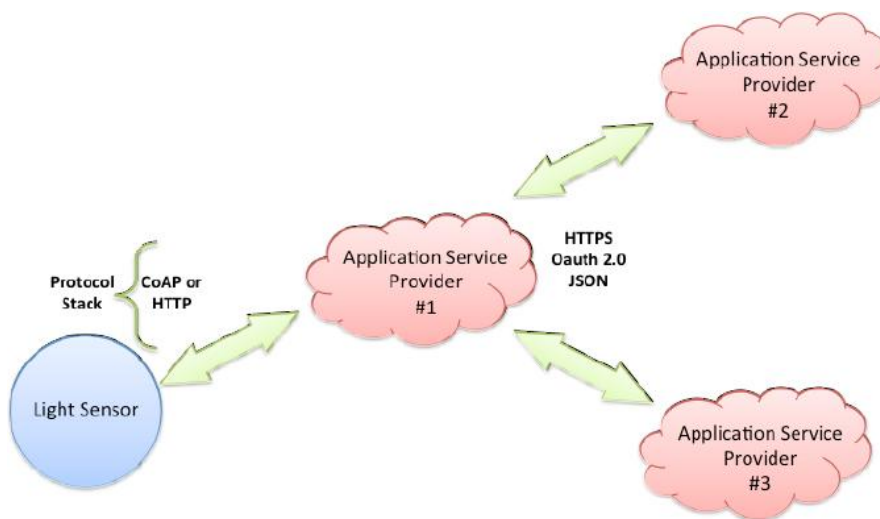 Application Service
Provider
#2
Application Service
Provider
#1
HTTPS
Oauth 2.0
JSON
Protocol
Stack
CoAP or
HTTP
Light Sensor
Application Service
Provider
#3